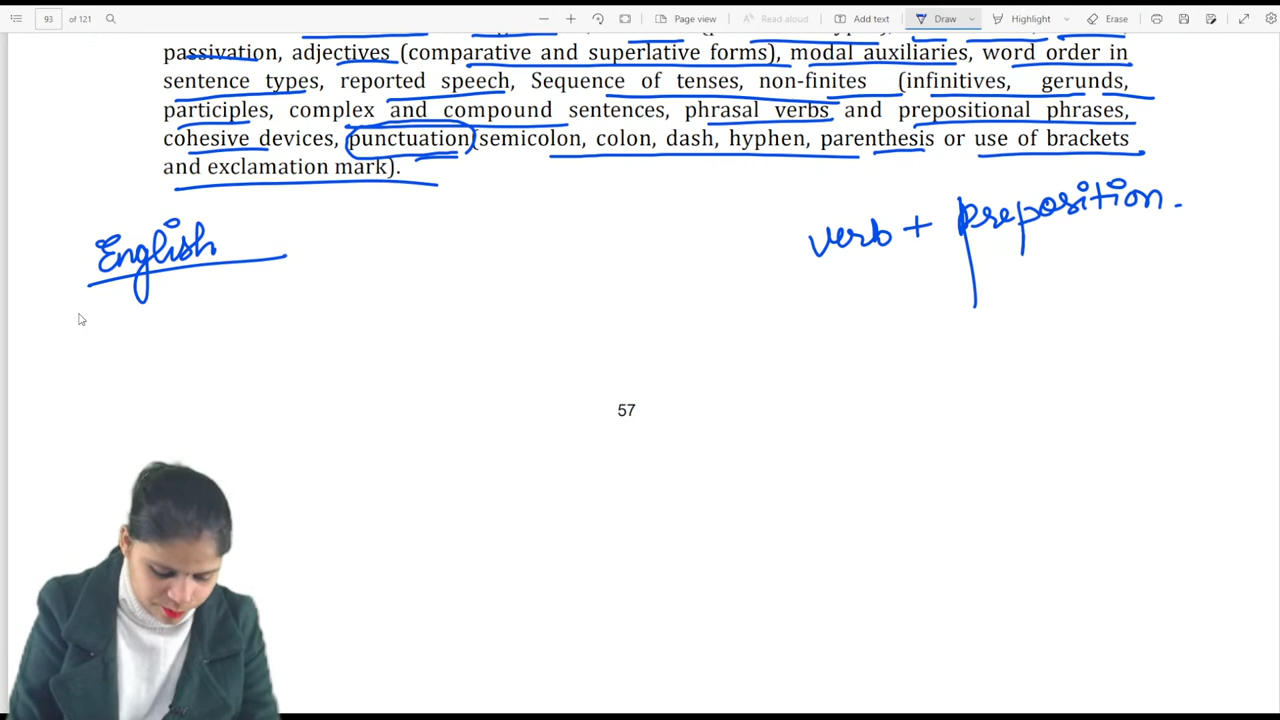 93 of 121 Page view Read aloud Add text Draw Highlight Erase
passivation, adjectives (comparative and superlative forms), modal auxiliaries, word order in
sentence types, reported speech, Sequence of tenses, non-finites (infinitives, gerunds,
participles, complex and compound sentences, phrasal verbs and prepositional phrases,
cohesive devices, punctuation (semicolon, colon, dash, hyphen, parenthesis or use of brackets
and exclamation mark).
verb + preposition.
English
57